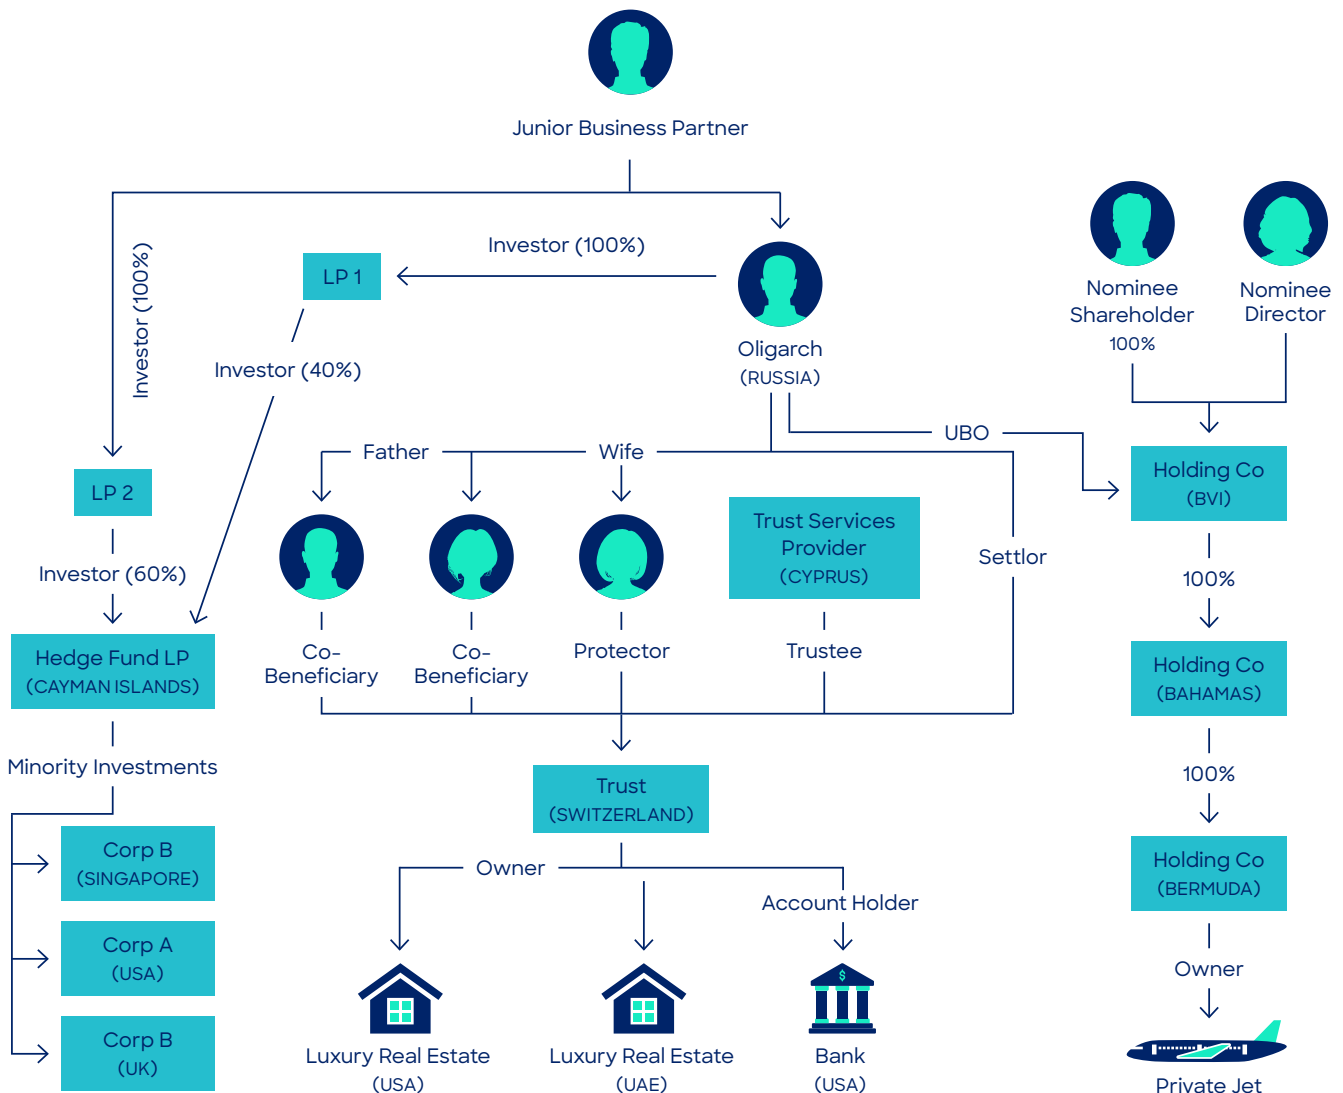 Junior Business Partner
Investor (100%)
Investor (100%)
LP 1
Investor (40%)
Oligarch
(RUSSIA)
Nominee
Shareholder
100%
Nominee
Director
Father
Wife
UBO
LP 2
Investor (60%)
Trust Services
Provider
(CYPRUS)
Settlor
Holding Co
(BVI)
100%
Hedge Fund LP
(CAYMAN ISLANDS)
Co-
Beneficiary
Co-
Beneficiary
Protector
Trustee
Holding Co
(BAHAMAS)
100%
Minority Investments
Trust
(SWITZERLAND)
Corp B
(SINGAPORE)
Owner
Account Holder
Holding Co
(BERMUDA)
Corp A
(USA)
$
Owner
Corp B
(UK)
Luxury Real Estate
(USA)
Luxury Real Estate
(UAE)
Bank
(USA)
Private Jet